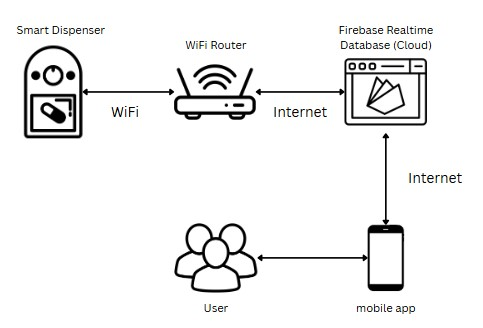 Smart Dispenser
WiFi Router
Firebase Realtime
Database (Cloud)
WiFi
Internet
Internet
User
mobile app